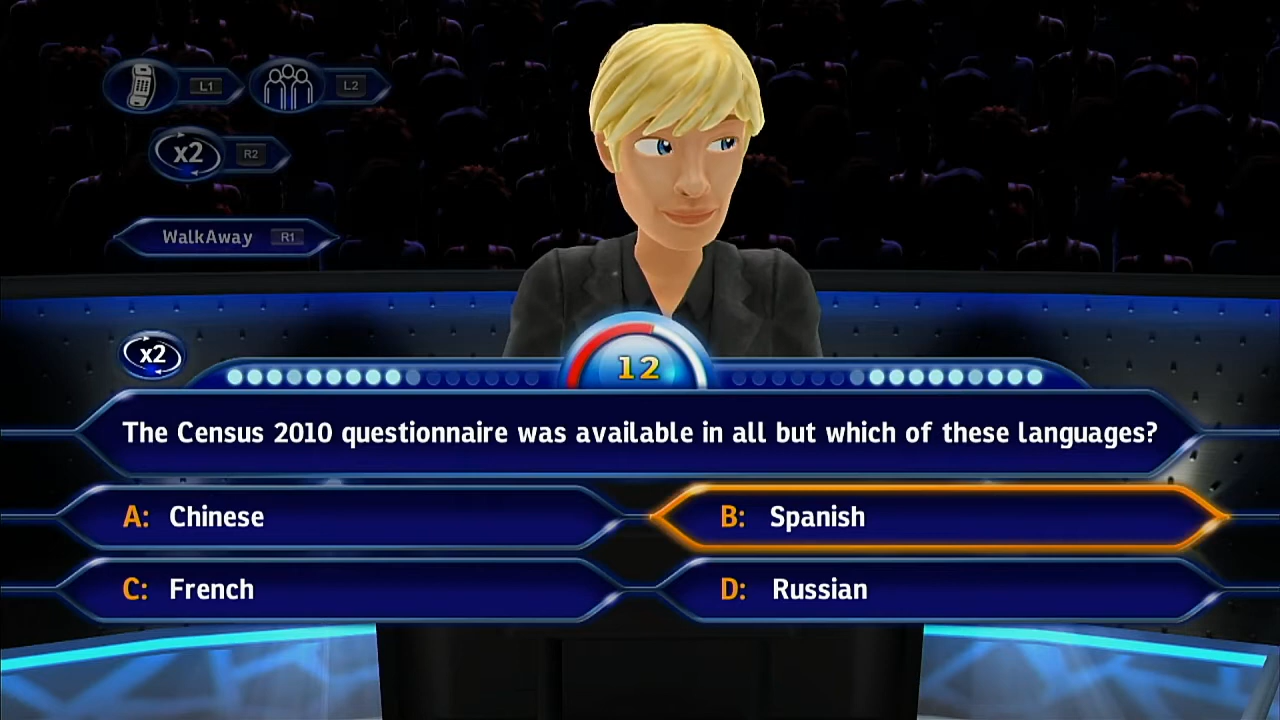 L1
L2
x2
R2
WalkAway R1
x2
12
The Census 2010 questionnaire was available in all but which of these languages?
A: Chinese
B: Spanish
C: French
D: Russian